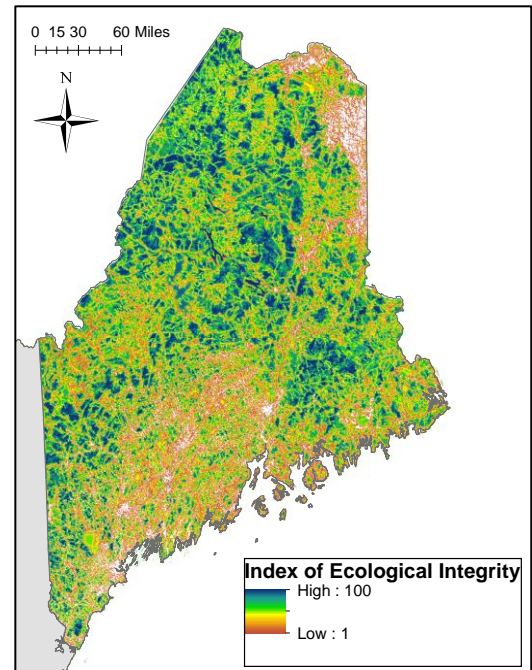 0 15 30 60 Miles
N
Index of Ecological Integrity
High : 100
Low : 1